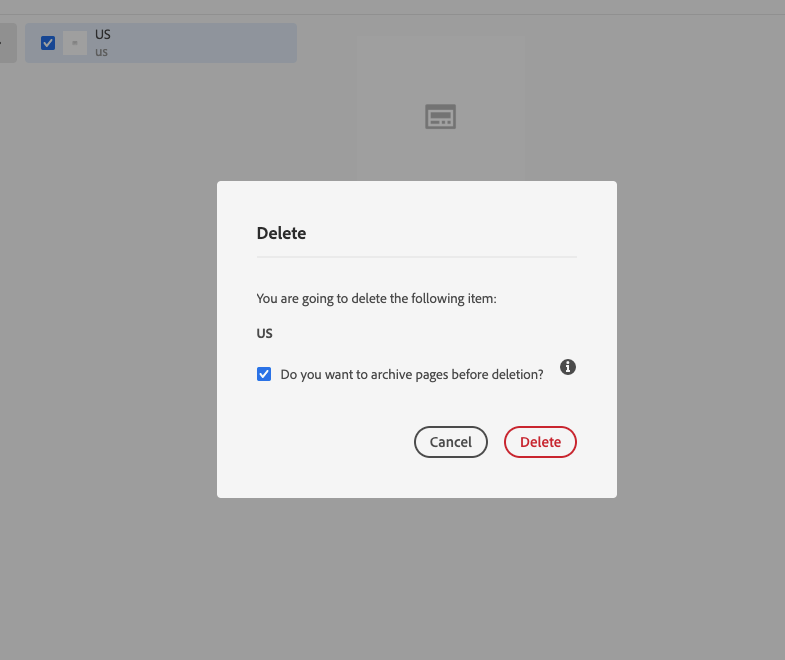 US
us
Delete
You are going to delete the following item:
US
Do you want to archive pages before deletion?
Cancel
Delete